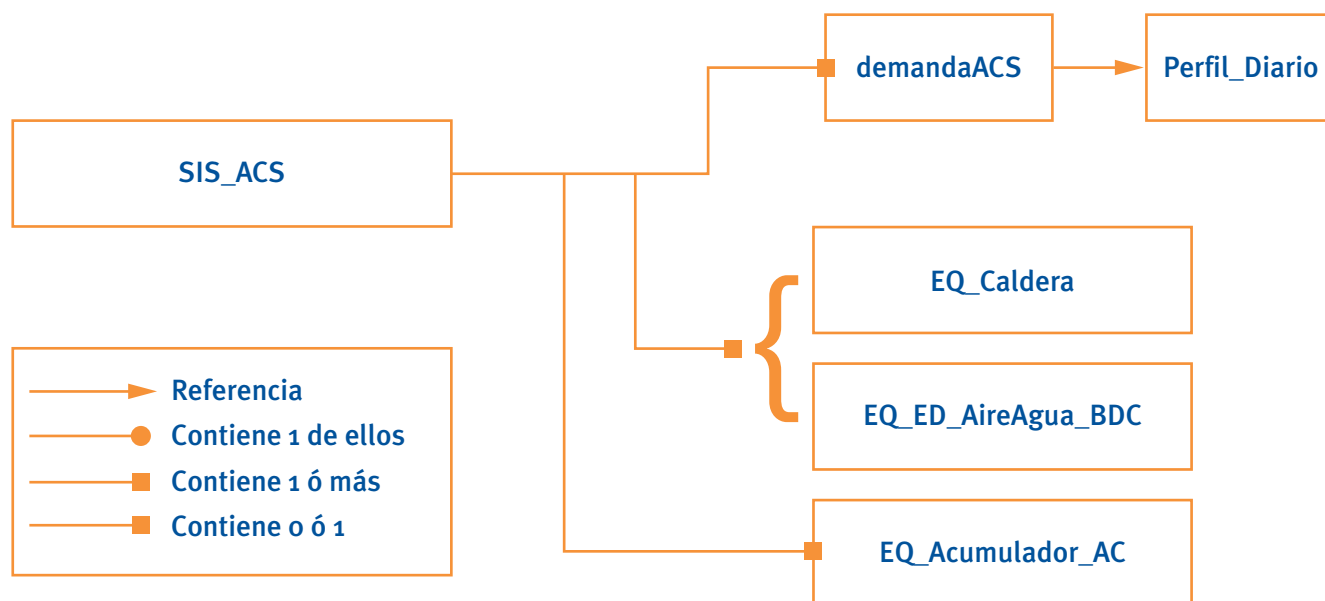 demandaACS
Perfil_Diario
SIS_ACS
EQ_Caldera
Referencia
Contiene 1 de ellos
Contiene 1 ó más
Contiene 0 ó 1
EQ_ED_AireAgua_BDC
EQ_Acumulador_AC